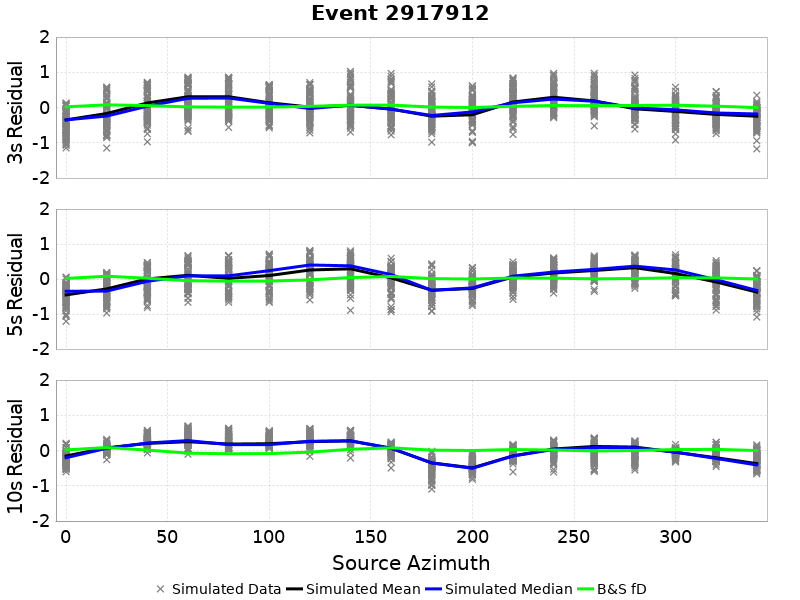 Event 2917912
3s Residual
2
1
0
-1
-2
5s Residual
2
1
0
-1
-2
10s Residual
2
1
0
-1
-2
0 50 100 150 200 250 300
Source Azimuth
Simulated Data Simulated Mean Simulated Median B&S fD